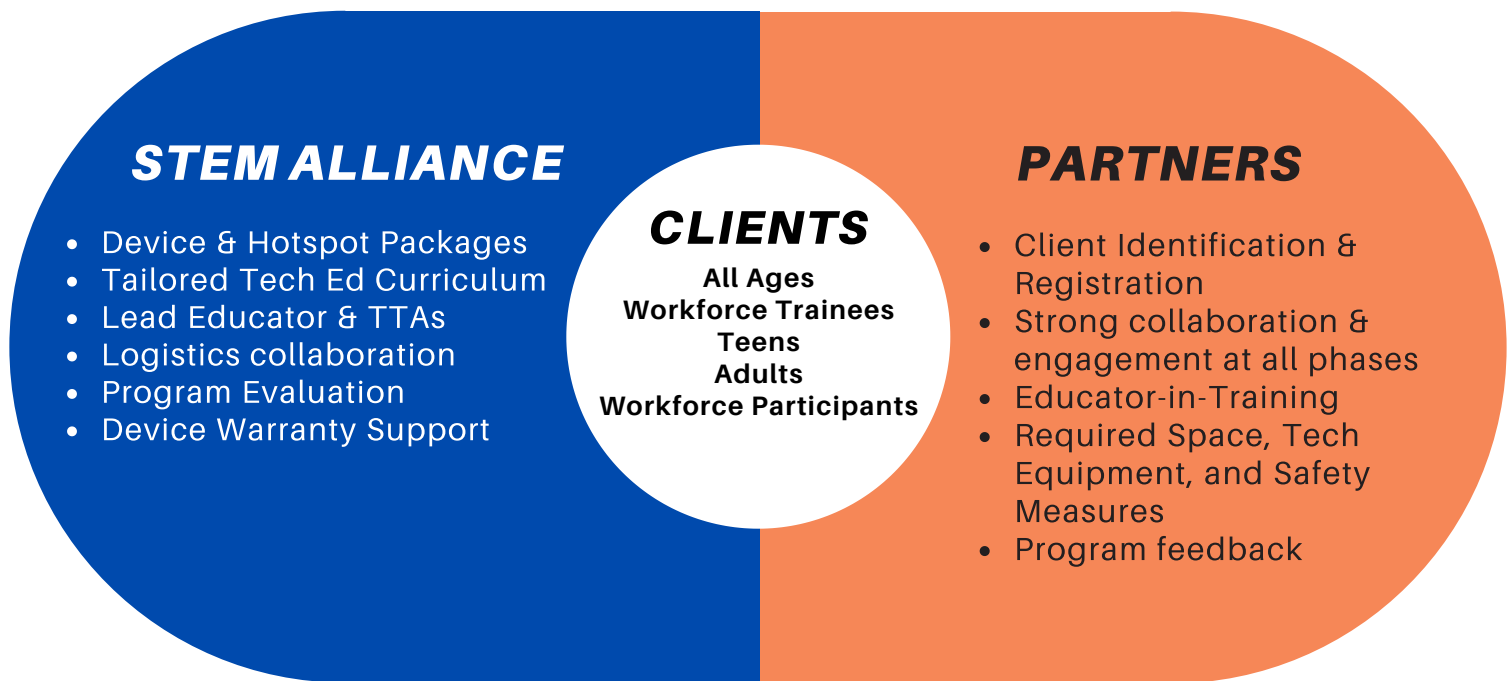 STEM ALLIANCE
• Device & Hotspot Packages
• Tailored Tech Ed Curriculum
• Lead Educator & TTAs
• Logistics collaboration
• Program Evaluation
• Device Warranty Support
CLIENTS
All Ages
Workforce Trainees
Teens
Adults
Workforce Participants
PARTNERS
• Client Identification &
Registration
• Strong collaboration &
engagement at all phases
• Educator-in-Training
• Required Space, Tech
Equipment, and Safety
Measures
• Program feedback